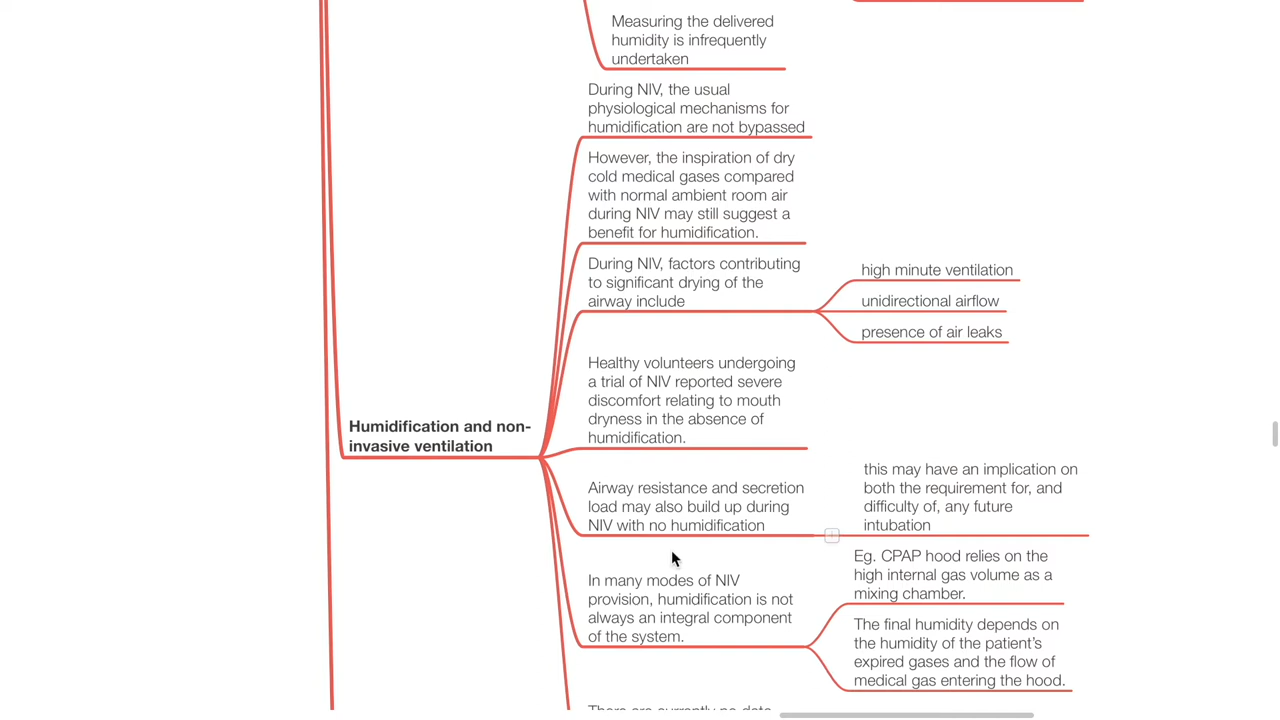 Measuring the delivered
humidity is infrequently
undertaken
During NIV, the usual
physiological mechanisms for
humidification are not bypassed
However, the inspiration of dry
cold medical gases compared
with normal ambient room air
during NIV may still suggest a
benefit for humidification.
During NIV, factors contributing
to significant drying of the
airway include
high minute ventilation
unidirectional airflow
presence of air leaks
Healthy volunteers undergoing
a trial of NIV reported severe
discomfort relating to mouth
dryness in the absence of
humidification.
Humidification and non-
invasive ventilation
Airway resistance and secretion
load may also build up during
NIV with no humidification
this may have an implication on
both the requirement for, and
difficulty of, any future
intubation
In many modes of NIV
provision, humidification is not
always an integral component
of the system.
Eg. CPAP hood relies on the
high internal gas volume as a
mixing chamber.
The final humidity depends on
the humidity of the patient's
expired gases and the flow of
medical gas entering the hood.
There are currently no data